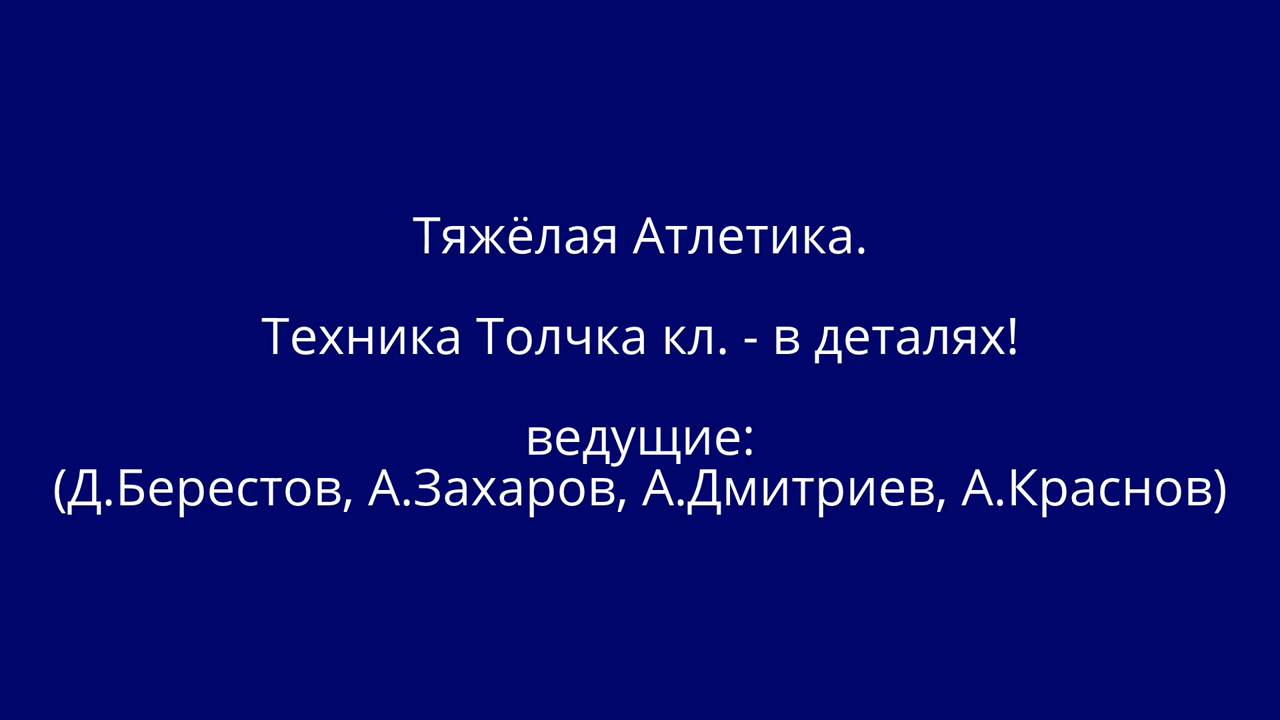 Тяжёлая Атлетика.
Техника Толчка кл. - в деталях!
ведущие:
(Д.Берестов, А.Захаров, А.Дмитриев, А.Краснов)